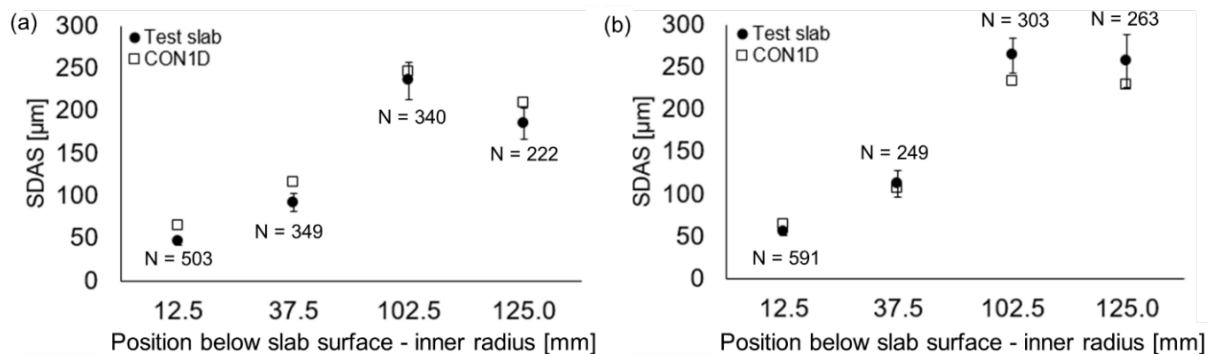 (a)
300
250
200
150
100
50
0
SDAS [µm]
Test slab
CON1D
N = 503
N = 349
N = 340
N = 222
12.5 37.5 102.5 125.0
Position below slab surface - inner radius [mm]
(b)
300
250
200
150
100
50
0
SDAS [µm]
Test slab
CON1D
N = 591
N = 249
N = 303
N = 263
12.5 37.5 102.5 125.0
Position below slab surface - inner radius [mm]